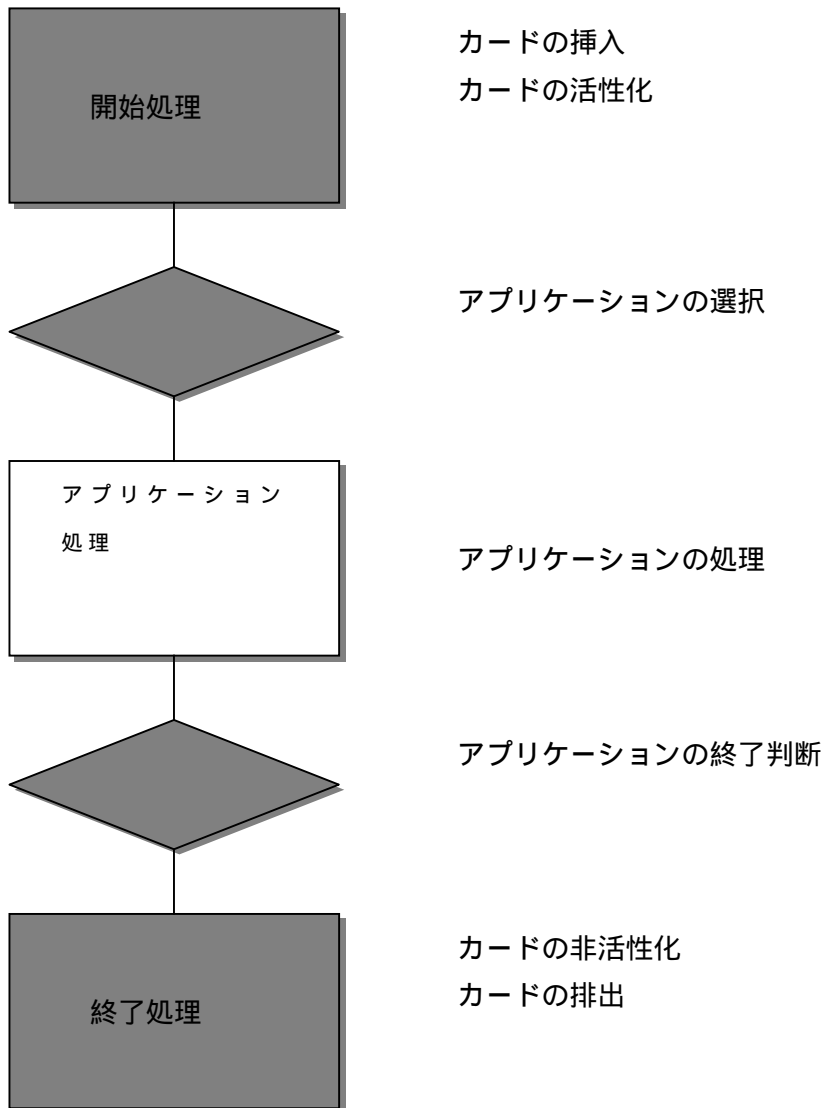 カードの挿入
カードの活性化
開始処理
アプリケーションの選択
アプリケーション
処理
アプリケーションの処理
アプリケーションの終了判断
カードの非活性化
カードの排出
終了処理